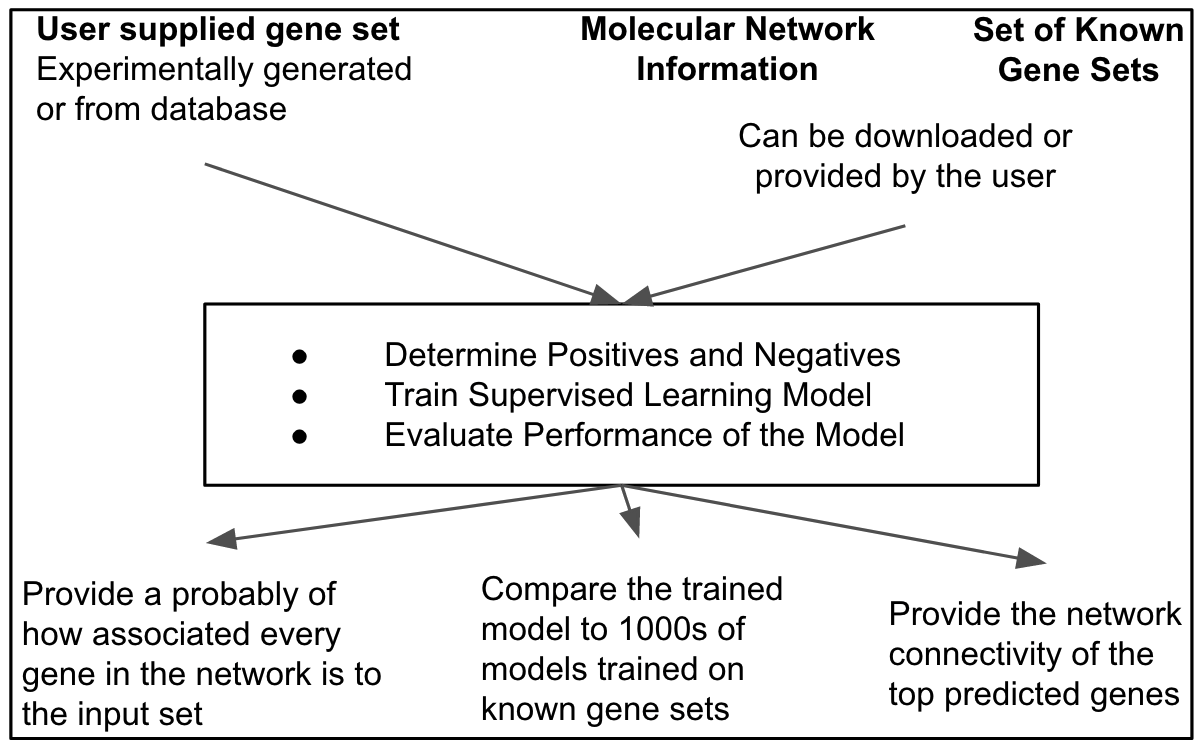 User supplied gene set
Experimentally generated
or from database
Molecular Network
Information
Set of Known
Gene Sets
Can be downloaded or
provided by the user
● Determine Positives and Negatives
● Train Supervised Learning Model
● Evaluate Performance of the Model
Provide a probably of
how associated every
gene in the network is to
the input set
Compare the trained
model to 1000s of
models trained on
known gene sets
Provide the network
connectivity of the
top predicted genes